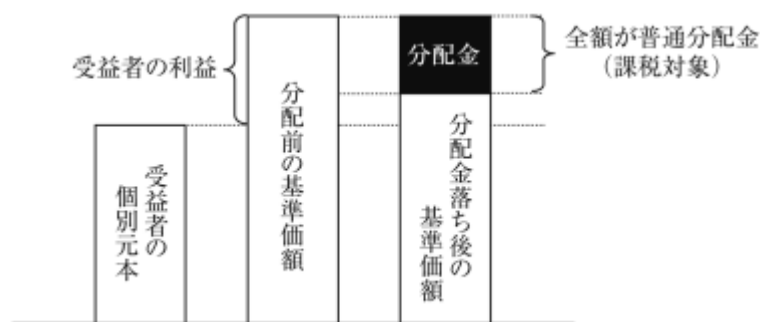 受益者の利益
分配金
全額が普通分配金
(課税対象)
受益者の
個別元本
分配前の基準価額
分配金落ち後の
基準価額